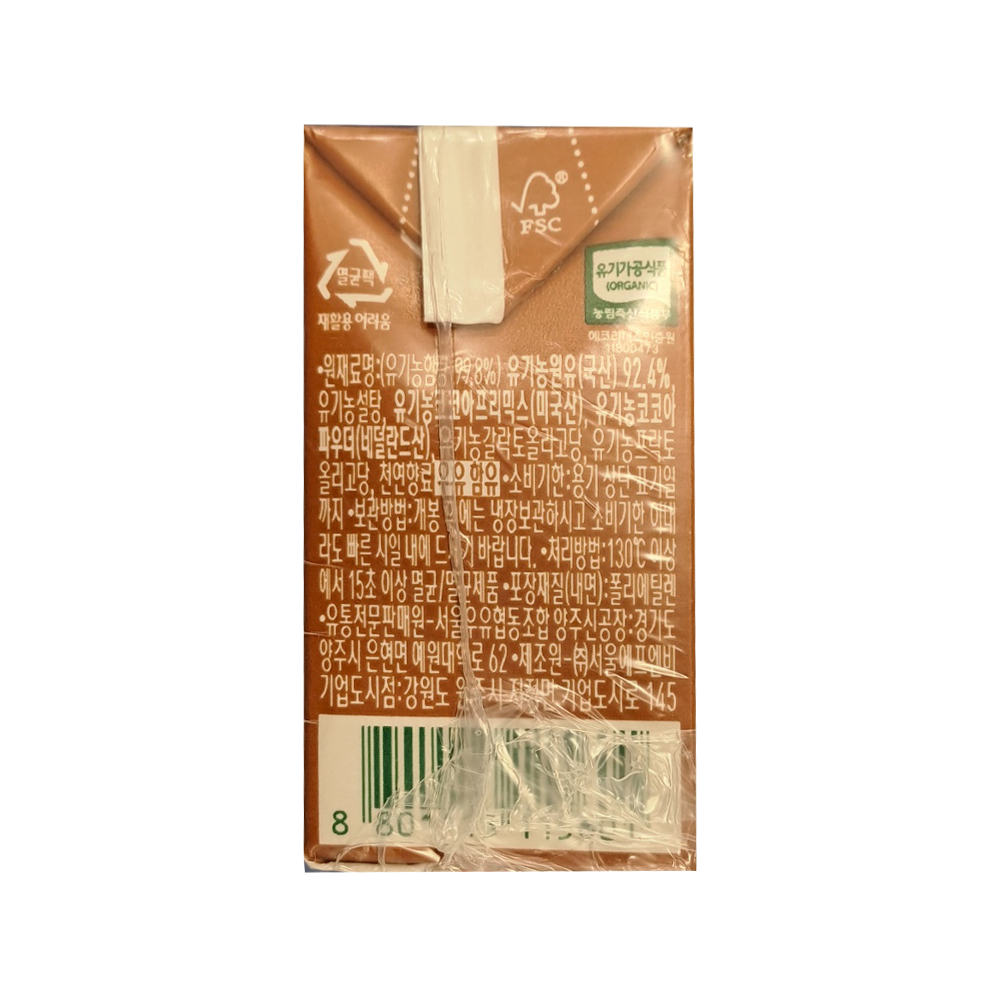 FSC®
멸균팩
재활용 어려움
유기가공식품
(ORGANIC)
농림축산식품부
•원재료명:(유기농함량 99.8%) 유기농원유(국산) 92.4%,
유기농설탕, 유기농 코코아프리믹스(미국산), 유기농코코아
파우더(네덜란드산), 유기농갈락토올리고당, 유기농프락토
올리고당, 천연향료 우유 함유 •소비기한:용기 상단 표기일
까지 •보관방법:개봉 후에는 냉장보관하시고 소비기한 이내
라도 빠른 시일 내에 드시기 바랍니다. •처리방법:130℃ 이상
에서 15초 이상 멸균/멸균제품 •포장재질(내면):폴리에틸렌
•유통전문판매원-서울우유협동조합 양주신공장:경기도
양주시 은현면 예원대학로 62 •제조원-㈜서울에프엔비
기업도시점:강원도 원주시 지정면 기업도시로 145
8 801